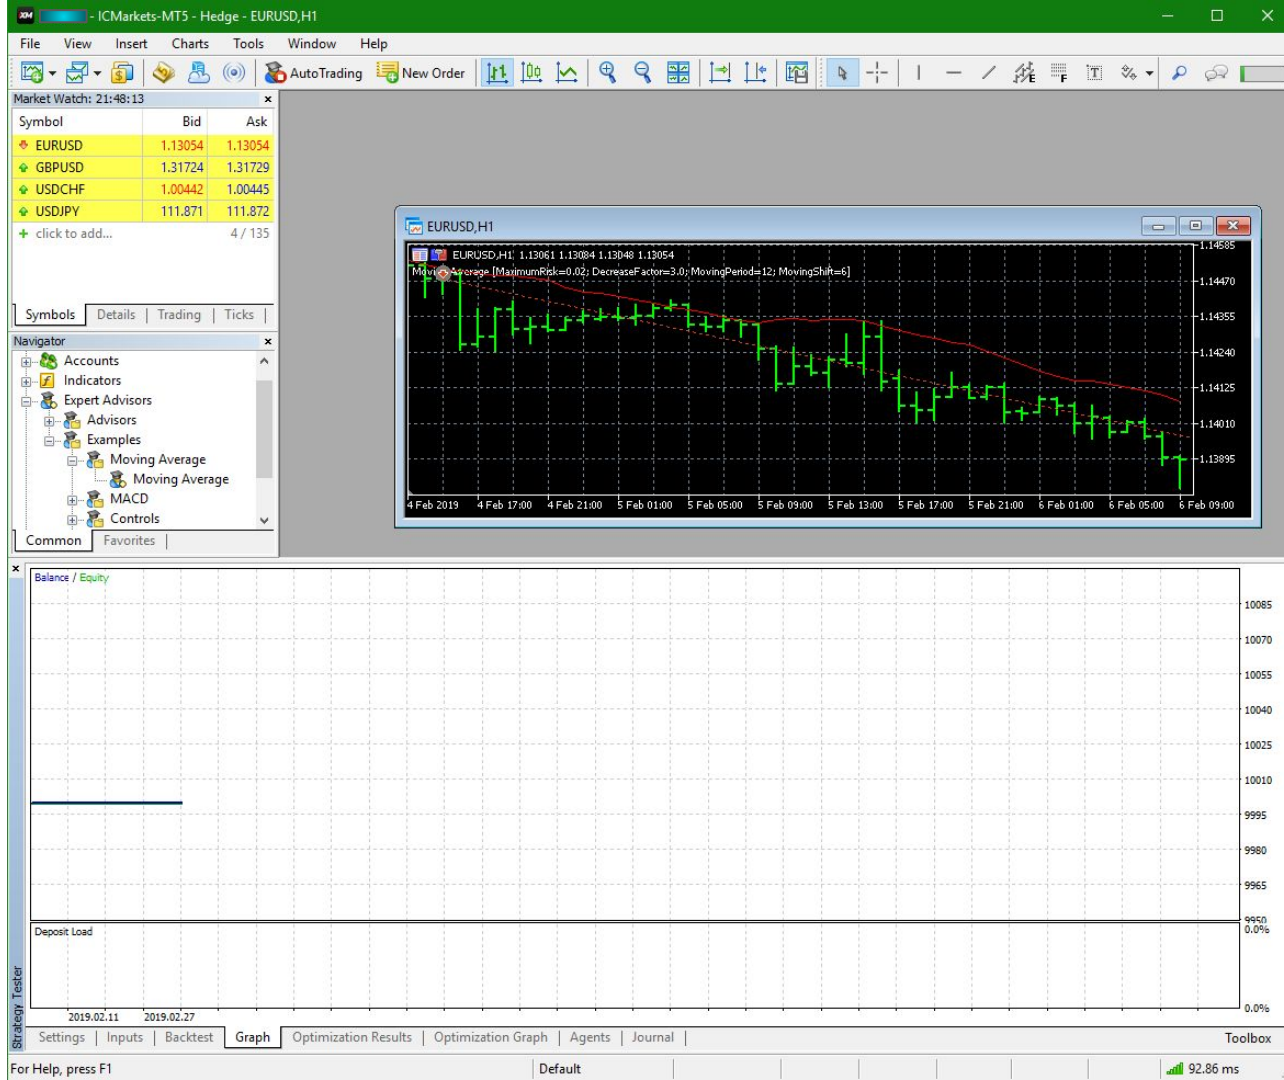 XM - ICMarkets-MT5 - Hedge - EURUSD,H1
File View Insert Charts Tools Window Help
AutoTrading New Order
Market Watch: 21:48:13
Symbol Bid Ask
EURUSD 1.13054 1.13054
GBPUSD 1.31724 1.31729
USDCHF 1.00442 1.00445
USDJPY 111.871 111.872
click to add... 4 / 135
Symbols Details Trading Ticks
Navigator
Accounts
Indicators
Expert Advisors
Advisors
Examples
Moving Average
Moving Average
MACD
Controls
Common Favorites
EURUSD,H1
EURUSD,H1 1.13061 1.13084 1.13048 1.13054
Moving Average [MaximumRisk=0.02; DecreaseFactor=3.0; MovingPeriod=12; MovingShift=6]
1.14585
1.14470
1.14355
1.14240
1.14125
1.14010
1.13895
4 Feb 2019 4 Feb 17:00 4 Feb 21:00 5 Feb 01:00 5 Feb 05:00 5 Feb 09:00 5 Feb 13:00 5 Feb 17:00 5 Feb 21:00 6 Feb 01:00 6 Feb 05:00 6 Feb 09:00
Balance / Equity
10085
10070
10055
10040
10025
10010
9995
9980
9965
9950
Deposit Load
0.0%
0.0%
2019.02.11 2019.02.27
Strategy Tester
Settings Inputs Backtest Graph Optimization Results Optimization Graph Agents Journal Toolbox
For Help, press F1 Default 92.86 ms